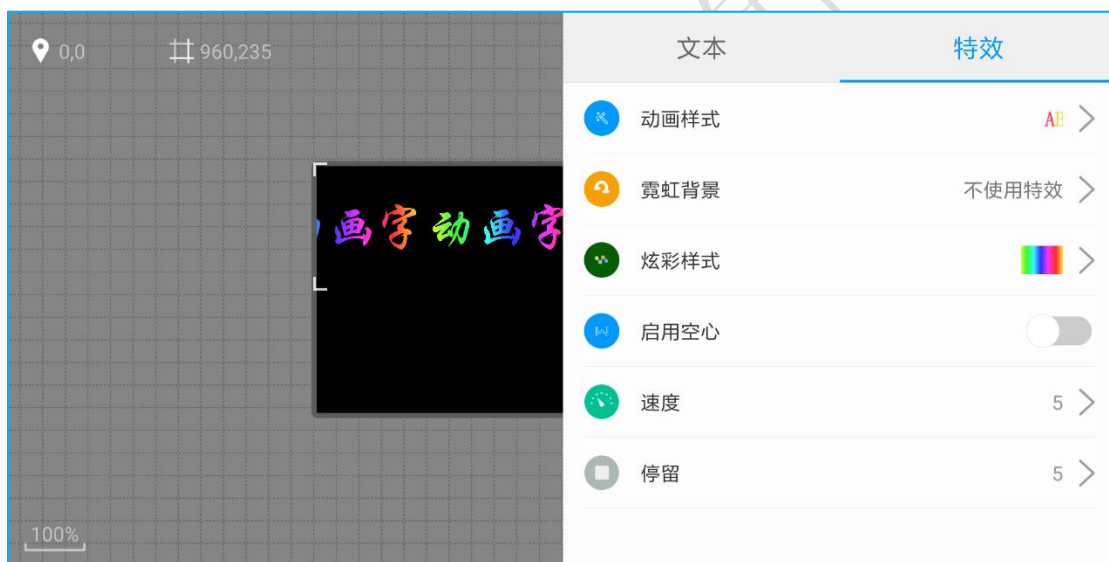 0,0 960,235
文本 特效
动画样式 AB
霓虹背景 不使用特效
炫彩样式
启用空心
速度 5
停留 5
画字动画字
100%